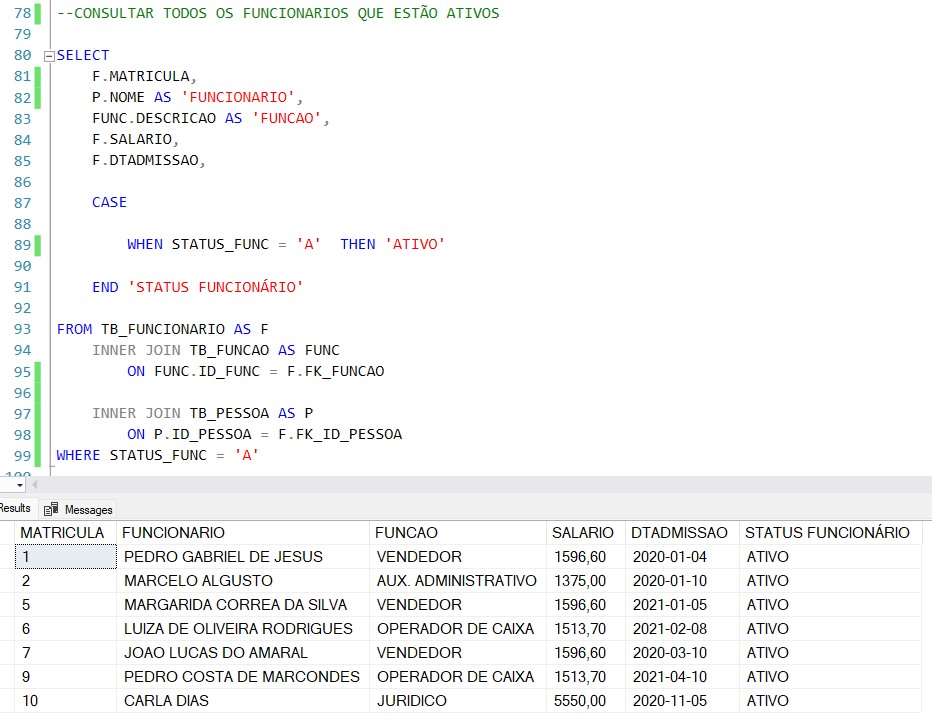 78 --CONSULTAR TODOS OS FUNCIONARIOS QUE ESTÃO ATIVOS
79
80 SELECT
81 F.MATRICULA,
82 P.NOME AS 'FUNCIONARIO',
83 FUNC.DESCRICAO AS 'FUNCAO',
84 F.SALARIO,
85 F.DTADMISSAO,
86
87 CASE
88
89 WHEN STATUS_FUNC = 'A'  THEN 'ATIVO'
90
91 END 'STATUS FUNCIONÁRIO'
92
93 FROM TB_FUNCIONARIO AS F
94 INNER JOIN TB_FUNCAO AS FUNC
95 ON FUNC.ID_FUNC = F.FK_FUNCAO
96
97 INNER JOIN TB_PESSOA AS P
98 ON P.ID_PESSOA = F.FK_ID_PESSOA
99 WHERE STATUS_FUNC = 'A'
Results Messages
MATRICULA FUNCIONARIO FUNCAO SALARIO DTADMISSAO STATUS FUNCIONÁRIO
1 PEDRO GABRIEL DE JESUS VENDEDOR 1596,60 2020-01-04 ATIVO
2 MARCELO ALGUSTO AUX. ADMINISTRATIVO 1375,00 2020-01-10 ATIVO
5 MARGARIDA CORREA DA SILVA VENDEDOR 1596,60 2021-01-05 ATIVO
6 LUIZA DE OLIVEIRA RODRIGUES OPERADOR DE CAIXA 1513,70 2021-02-08 ATIVO
7 JOAO LUCAS DO AMARAL VENDEDOR 1596,60 2020-03-10 ATIVO
9 PEDRO COSTA DE MARCONDES OPERADOR DE CAIXA 1513,70 2021-04-10 ATIVO
10 CARLA DIAS JURIDICO 5550,00 2020-11-05 ATIVO